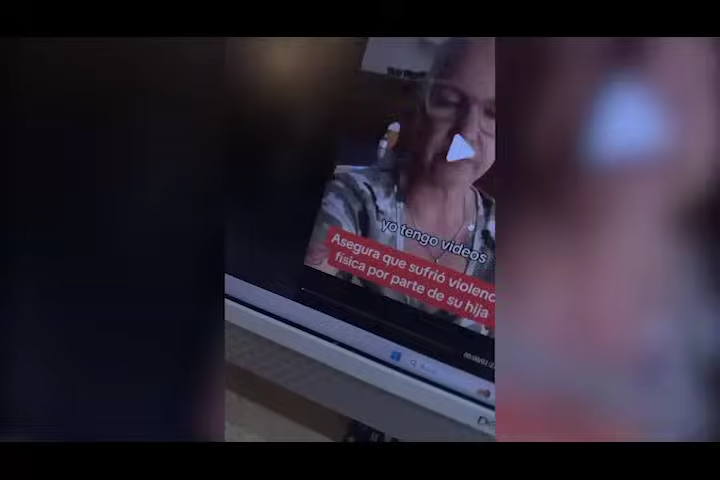 yo tengo videos
Asegura que sufrió violenc
física por parte de su hija